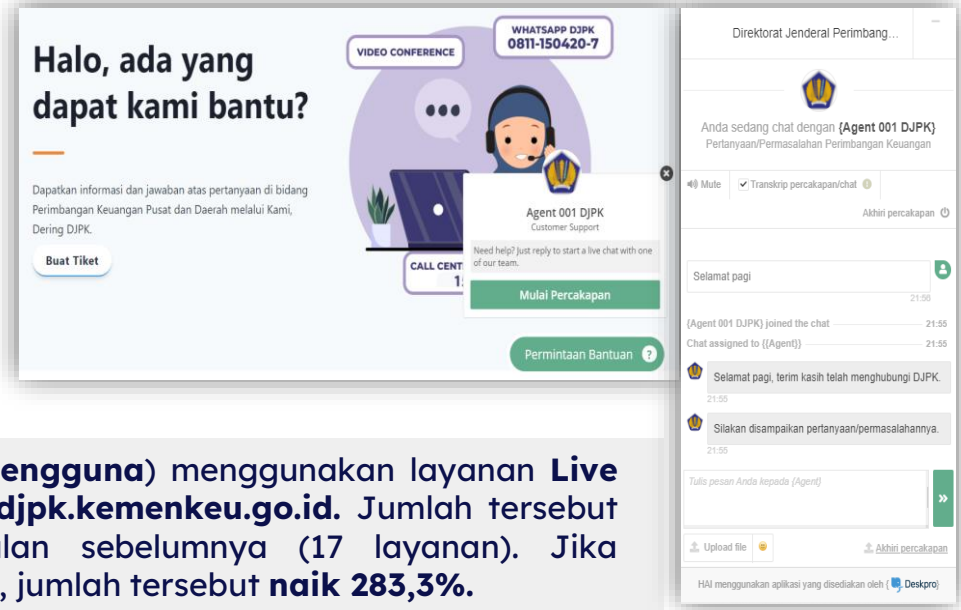 Halo, ada yang
dapat kami bantu?
Dapatkan informasi dan jawaban atas pertanyaan di bidang
Perimbangan Keuangan Pusat dan Daerah melalui Kami,
Dering DJPK.
Buat Tiket
VIDEO CONFERENCE
WHATSAPP DJPK
0811-150420-7
Agent 001 DJPK
Customer Support
Need help? Just reply to start a live chat with one
of our team.
Mulai Percakapan
CALL CENT
1
Permintaan Bantuan ?
Direktorat Jenderal Perimbang...
Anda sedang chat dengan {Agent 001 DJPK}
Pertanyaan/Permasalahan Perimbangan Keuangan
Mute
Transkrip percakapan/chat
Akhiri percakapan
Selamat pagi
{Agent 001 DJPK} joined the chat 21:55
Chat assigned to {{Agent}} 21:55
Selamat pagi, terim kasih telah menghubungi DJPK.
21:55
Silakan disampaikan pertanyaan/permasalahannya.
21:55
Tulis pesan Anda kepada {Agent}
»
Upload file
Akhiri percakapan
HAI menggunakan aplikasi yang disediakan oleh { Deskpro}
engguna) menggunakan layanan Live
djpk.kemenkeu.go.id. Jumlah tersebut
lan sebelumnya (17 layanan). Jika
, jumlah tersebut naik 283,3%.